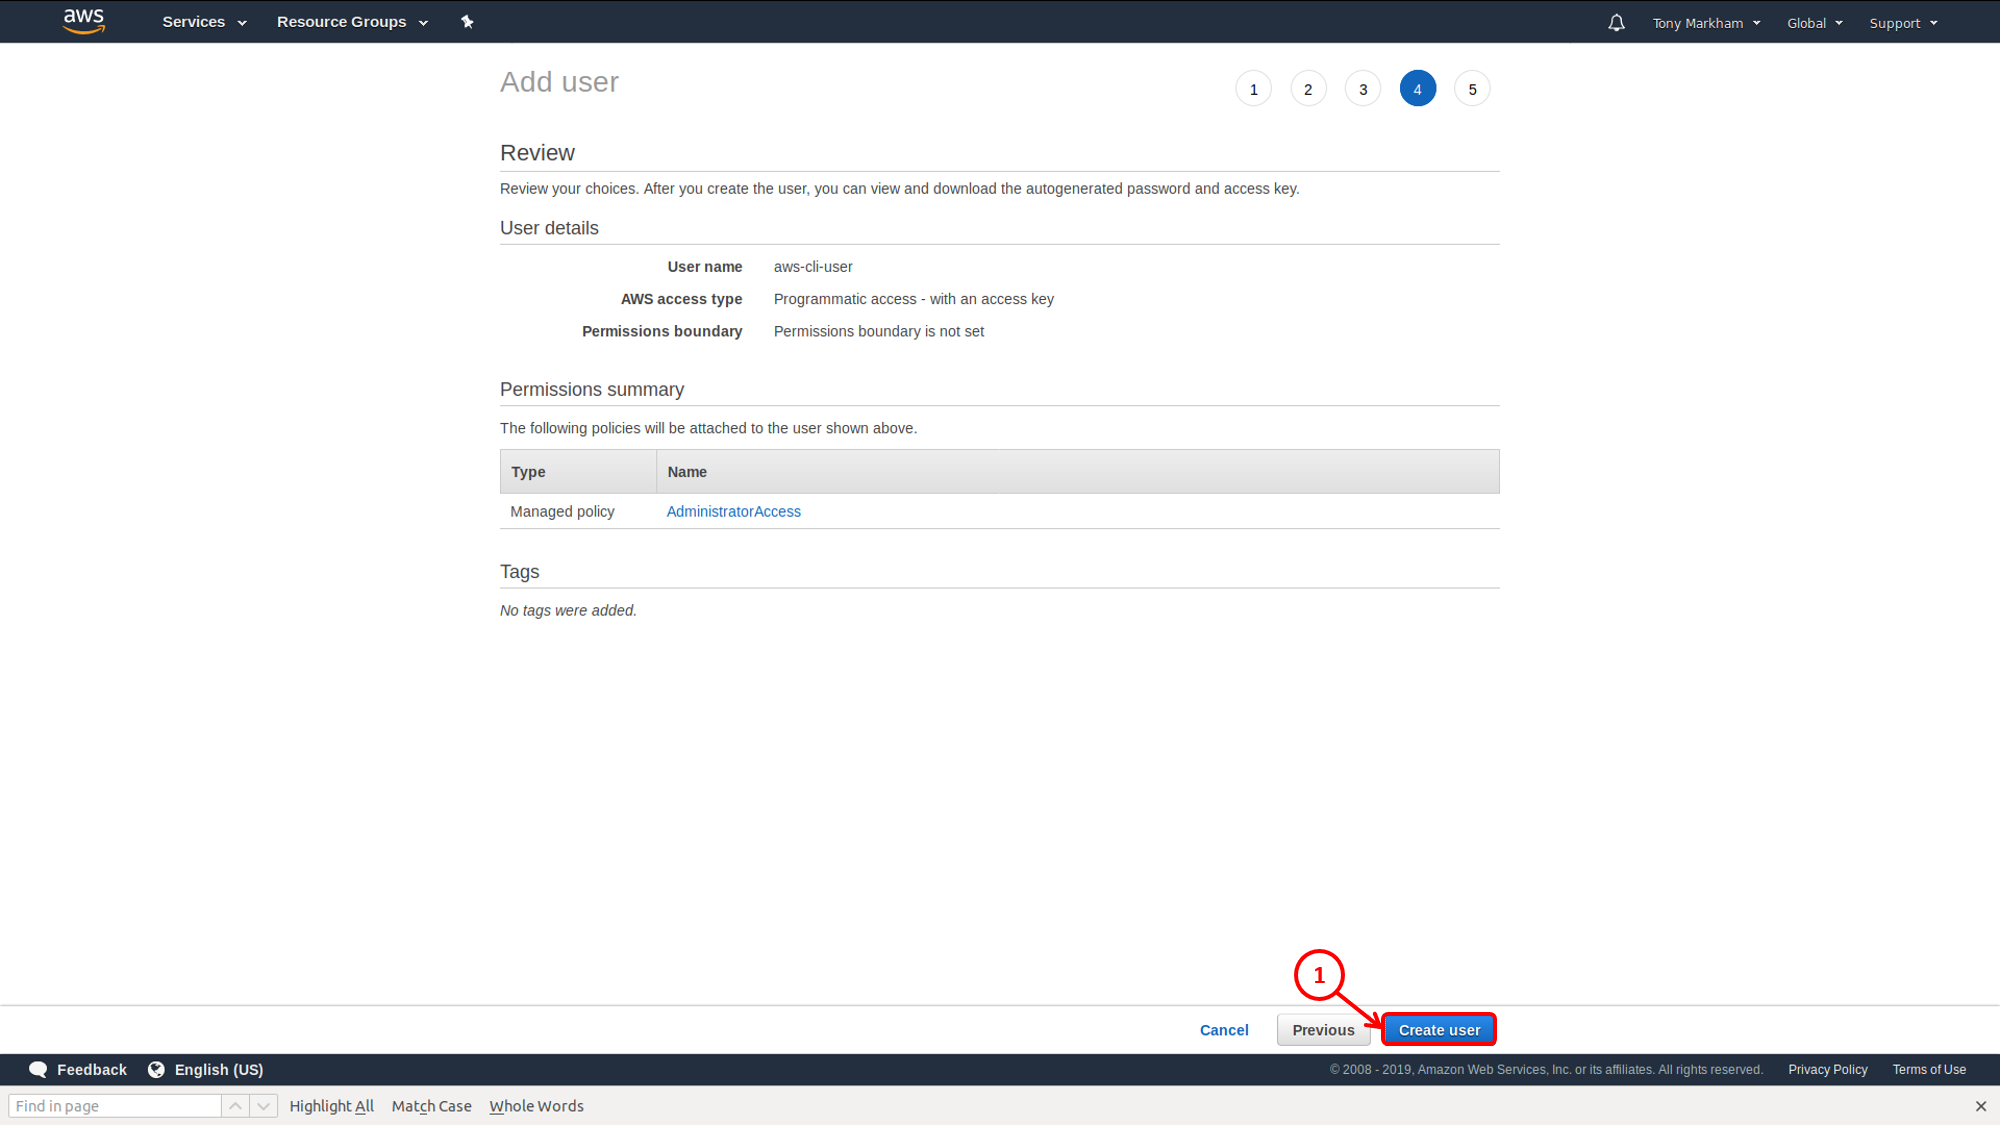 aws Services Resource Groups Tony Markham Global Support
Add user 1 2 3 4 5
Review
Review your choices. After you create the user, you can view and download the autogenerated password and access key.
User details
User name aws-cli-user
AWS access type Programmatic access - with an access key
Permissions boundary Permissions boundary is not set
Permissions summary
The following policies will be attached to the user shown above.
Type Name
Managed policy AdministratorAccess
Tags
No tags were added.
1
Cancel Previous Create user
Feedback English (US) © 2008 - 2019, Amazon Web Services, Inc. or its affiliates. All rights reserved. Privacy Policy Terms of Use
Find in page Highlight All Match Case Whole Words